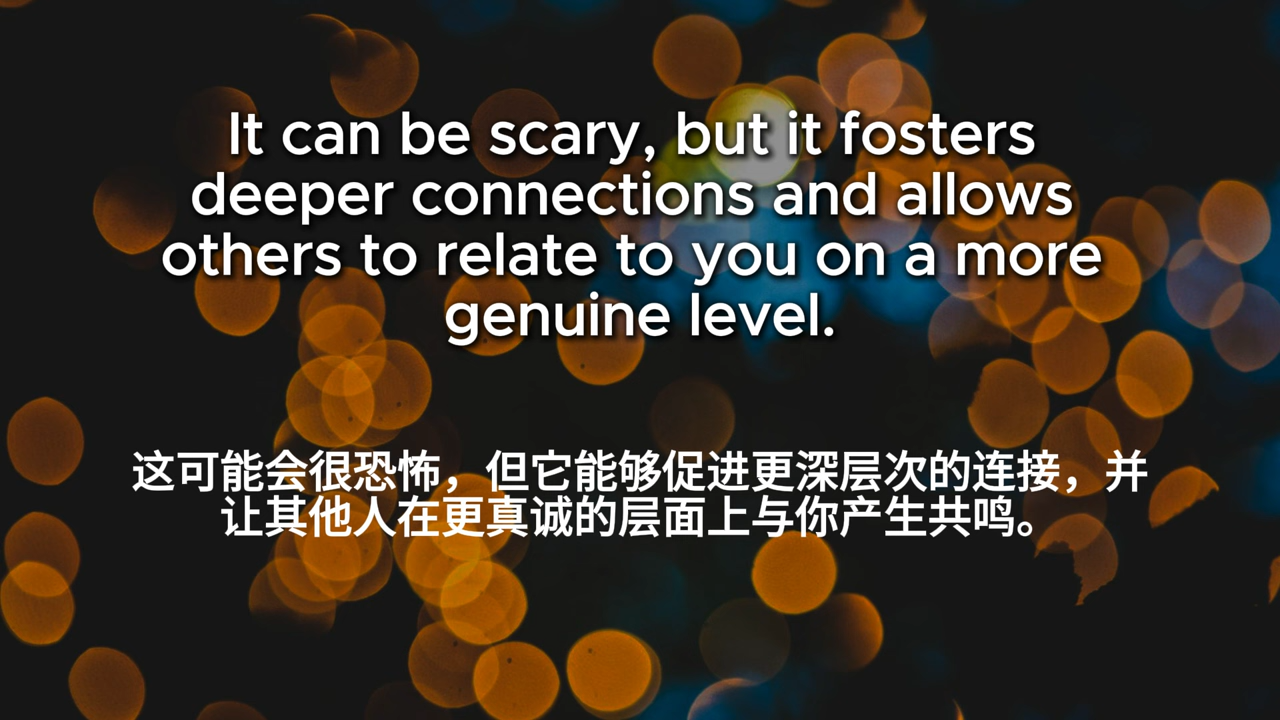 It can be scary, but it fosters
deeper connections and allows
others to relate to you on a more
genuine level.
这可能会很恐怖，但它能够促进更深层次的连接，并
让其他人在更真诚的层面上与你产生共鸣。